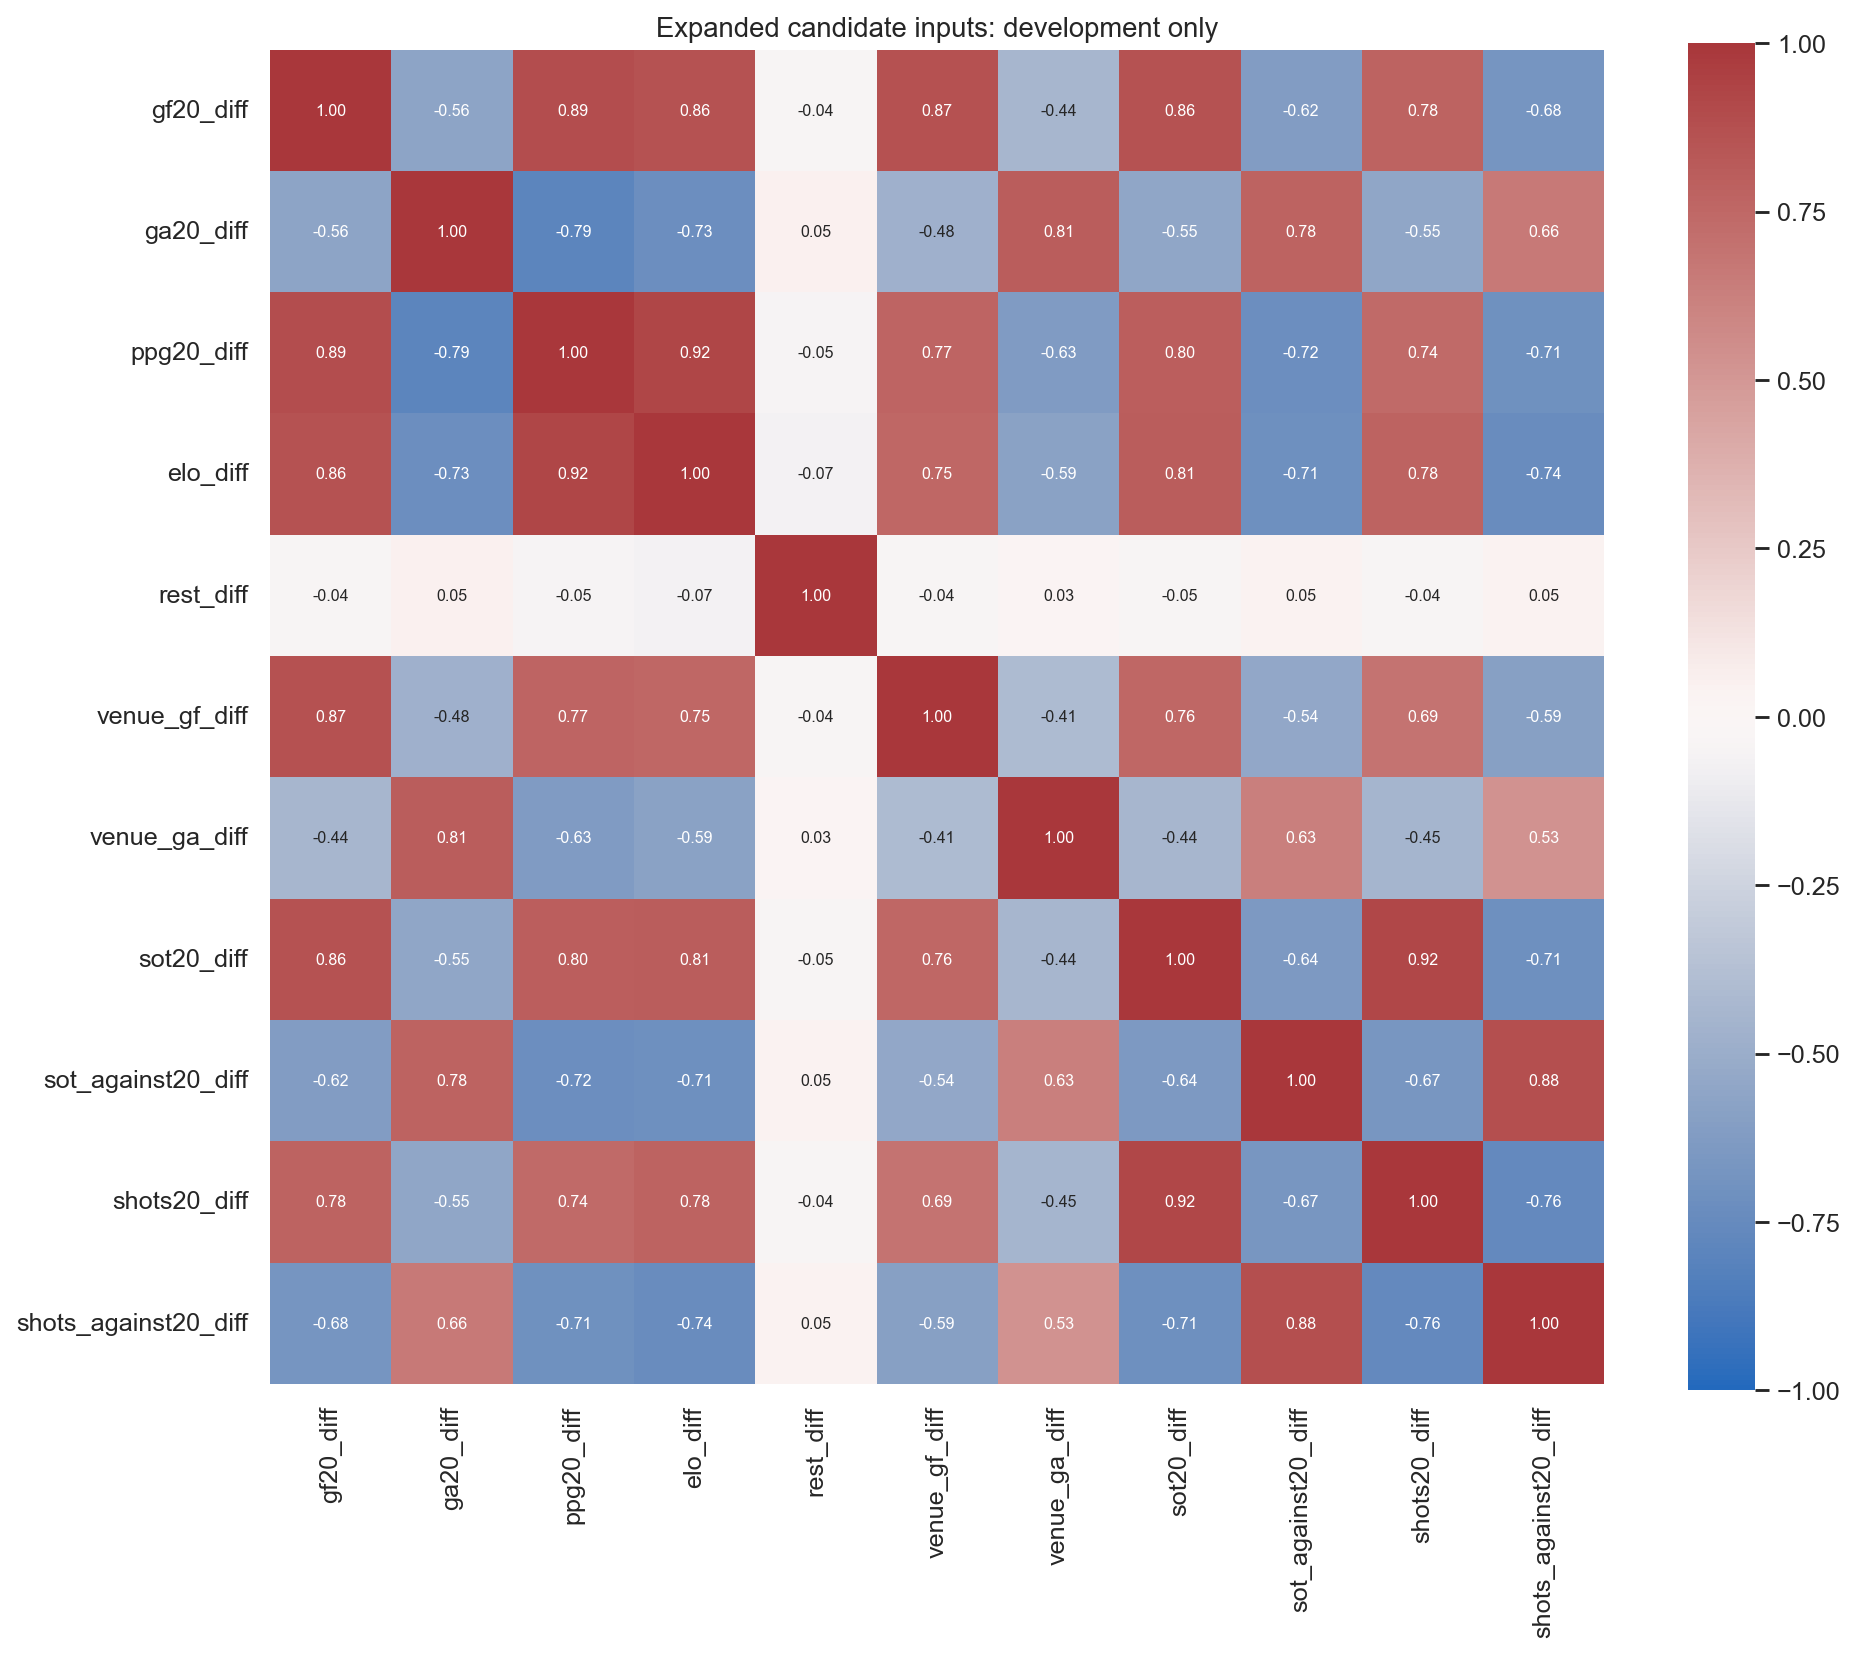 Expanded candidate inputs: development only
gf20_diff 1.00 -0.56 0.89 0.86 -0.04 0.87 -0.44 0.86 -0.62 0.78 -0.68
ga20_diff -0.56 1.00 -0.79 -0.73 0.05 -0.48 0.81 -0.55 0.78 -0.55 0.66
ppg20_diff 0.89 -0.79 1.00 0.92 -0.05 0.77 -0.63 0.80 -0.72 0.74 -0.71
elo_diff 0.86 -0.73 0.92 1.00 -0.07 0.75 -0.59 0.81 -0.71 0.78 -0.74
rest_diff -0.04 0.05 -0.05 -0.07 1.00 -0.04 0.03 -0.05 0.05 -0.04 0.05
venue_gf_diff 0.87 -0.48 0.77 0.75 -0.04 1.00 -0.41 0.76 -0.54 0.69 -0.59
venue_ga_diff -0.44 0.81 -0.63 -0.59 0.03 -0.41 1.00 -0.44 0.63 -0.45 0.53
sot20_diff 0.86 -0.55 0.80 0.81 -0.05 0.76 -0.44 1.00 -0.64 0.92 -0.71
sot_against20_diff -0.62 0.78 -0.72 -0.71 0.05 -0.54 0.63 -0.64 1.00 -0.67 0.88
shots20_diff 0.78 -0.55 0.74 0.78 -0.04 0.69 -0.45 0.92 -0.67 1.00 -0.76
shots_against20_diff -0.68 0.66 -0.71 -0.74 0.05 -0.59 0.53 -0.71 0.88 -0.76 1.00
gf20_diff
ga20_diff
ppg20_diff
elo_diff
rest_diff
venue_gf_diff
venue_ga_diff
sot20_diff
sot_against20_diff
shots20_diff
shots_against20_diff
1.00
0.75
0.50
0.25
0.00
−0.25
−0.50
−0.75
−1.00